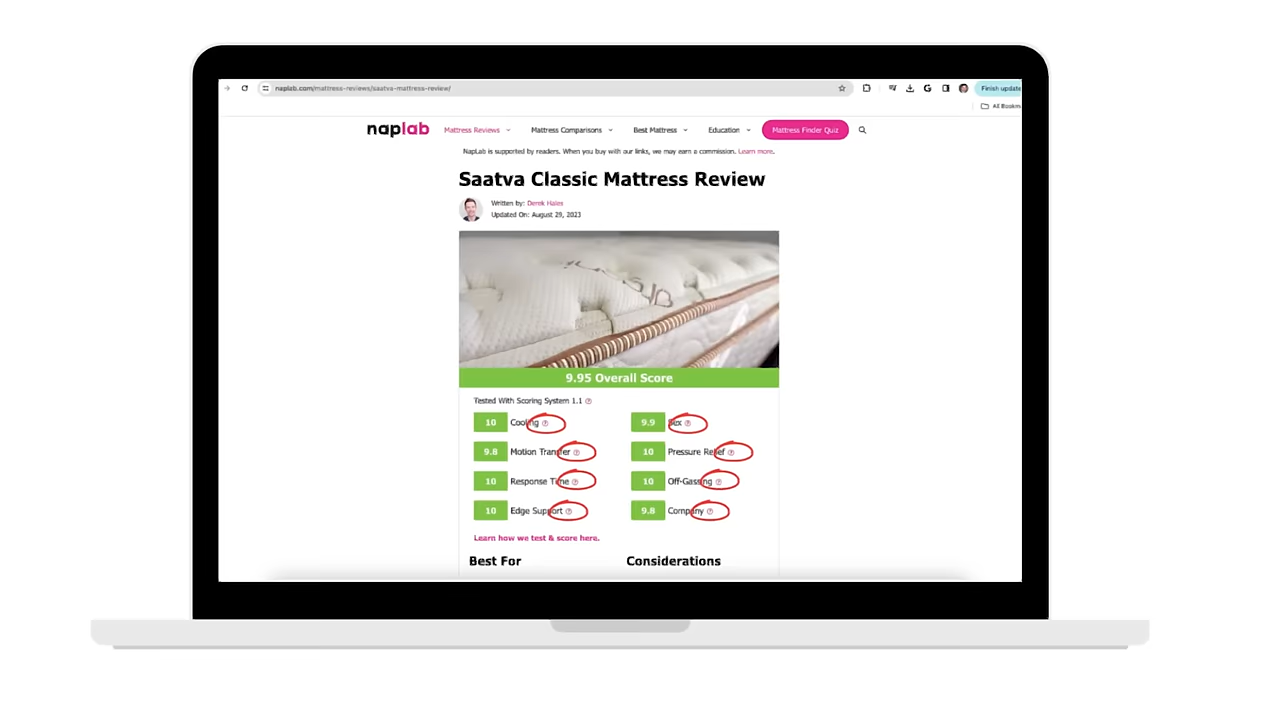 naplab.com/mattress-reviews/saatva-mattress-review/
Finish update
All Bookm
naplab
Mattress Reviews
Mattress Comparisons
Best Mattress
Education
Mattress Finder Quiz
NapLab is supported by readers. When you buy with our links, we may earn a commission. Learn more.
Saatva Classic Mattress Review
Written by: Derek Hales
Updated On: August 29, 2023
9.95 Overall Score
Tested With Scoring System 1.1 ?
10 Cooling ?
9.9 Sex ?
9.8 Motion Transfer ?
10 Pressure Relief ?
10 Response Time ?
10 Off-Gassing ?
10 Edge Support ?
9.8 Company ?
Learn how we test & score here.
Best For
Considerations